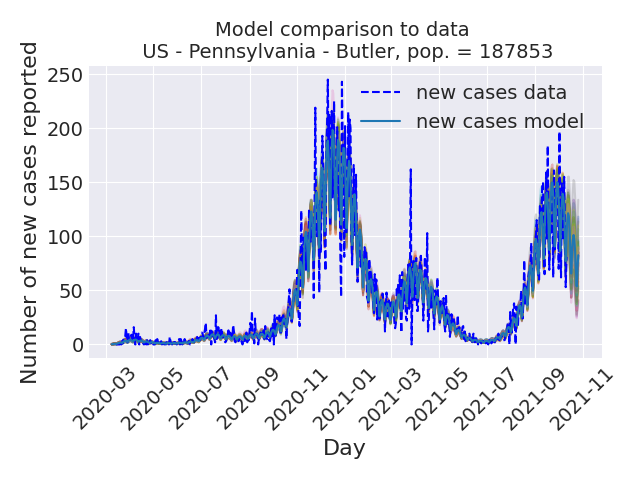 Model comparison to data
US - Pennsylvania - Butler, pop. = 187853
Number of new cases reported
250
200
150
100
50
0
new cases data
new cases model
2020-03
2020-05
2020-07
2020-09
2020-11
2021-01
2021-03
2021-05
2021-07
2021-09
2021-11
Day